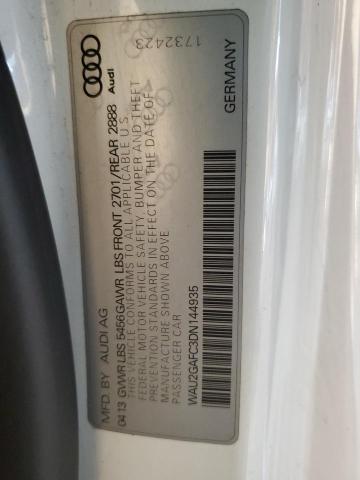 MFD. BY AUDI AG
04 13 GVWR LBS 5456 GAWR LBS FRONT 2701/REAR 2888
THIS VEHICLE CONFORMS TO ALL APPLICABLE U.S.
FEDERAL MOTOR VEHICLE SAFETY, BUMPER AND THEFT
PREVENTION STANDARDS IN EFFECT ON THE DATE OF
MANUFACTURE SHOWN ABOVE.
PASSENGER CAR
WAU2GAFC3DN144935
GERMANY
Audi
1732423